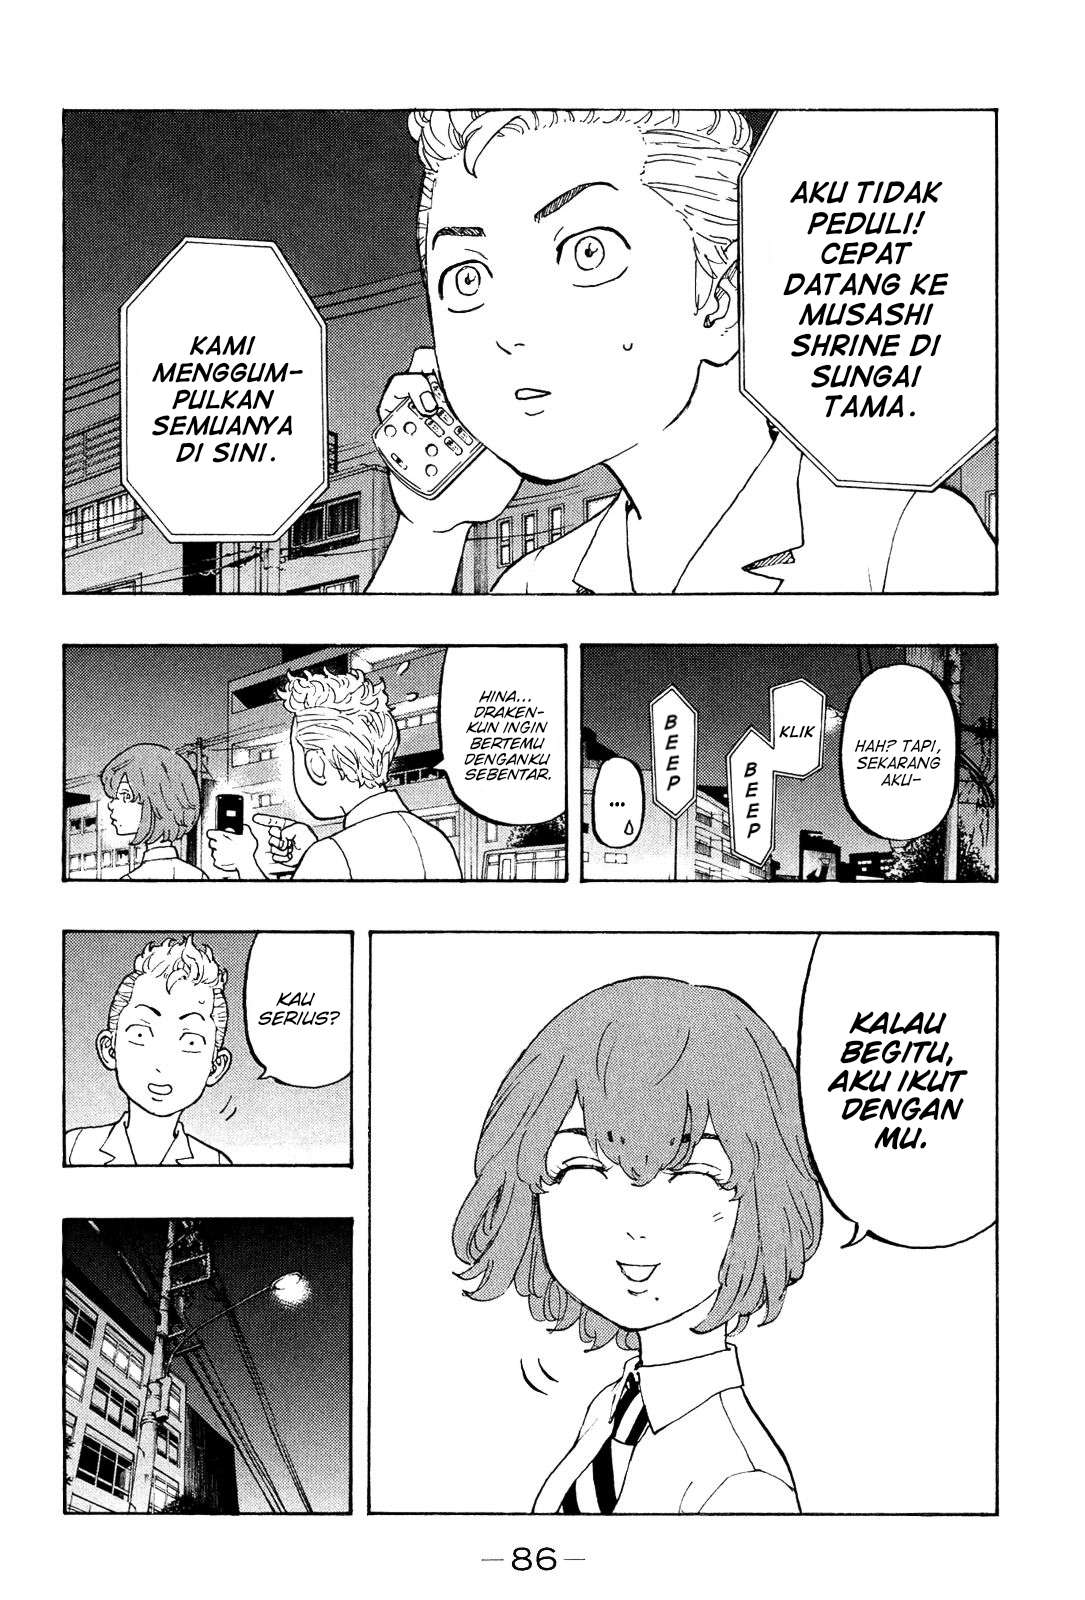 AKU TIDAK
PEDULI!
CEPAT
DATANG KE
MUSASHI
SHRINE DI
SUNGAI
TAMA.
KAMI
MENGGUM-
PULKAN
SEMUANYA
DI SINI.
HAH? TAPI,
SEKARANG
AKU-
KLIK
BEEP
BEEP
...
HINA...
DRAKEN-
KUN INGIN
BERTEMU
DENGANKU
SEBENTAR.
KALAU
BEGITU,
AKU IKUT
DENGAN
MU.
KAU
SERIUS?
-86-